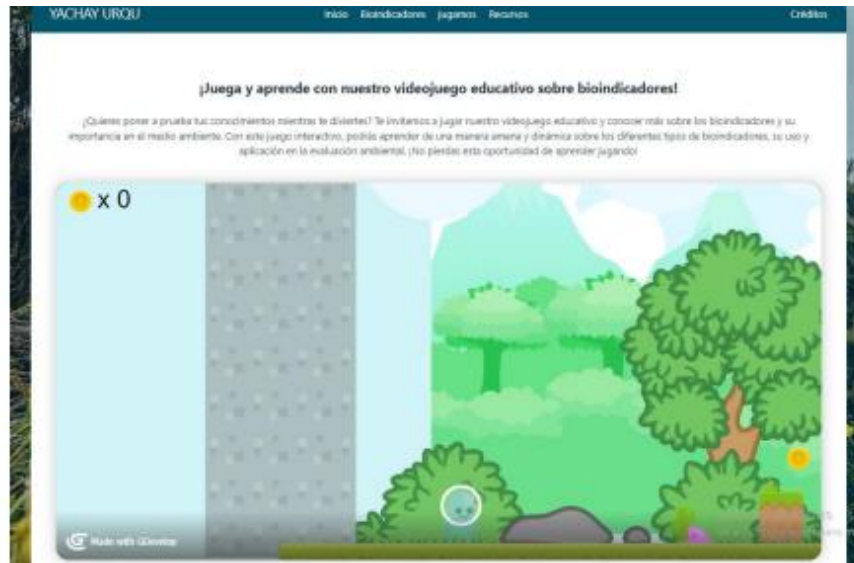 YACHAY URQU
Inicio Bioindicadores Jugamos Recursos
Créditos
¡Juega y aprende con nuestro videojuego educativo sobre bioindicadores!
¿Quieres poner a prueba tus conocimientos mientras te diviertes? Te invitamos a jugar nuestro videojuego educativo y conocer más sobre los bioindicadores y su
importancia en el medio ambiente. Con este juego interactivo, podrás aprender de una manera amena y dinámica sobre los diferentes tipos de bioindicadores, su uso y
aplicación en la evaluación ambiental. ¡No pierdas esta oportunidad de aprender jugando!
x 0
Made with GDevelop